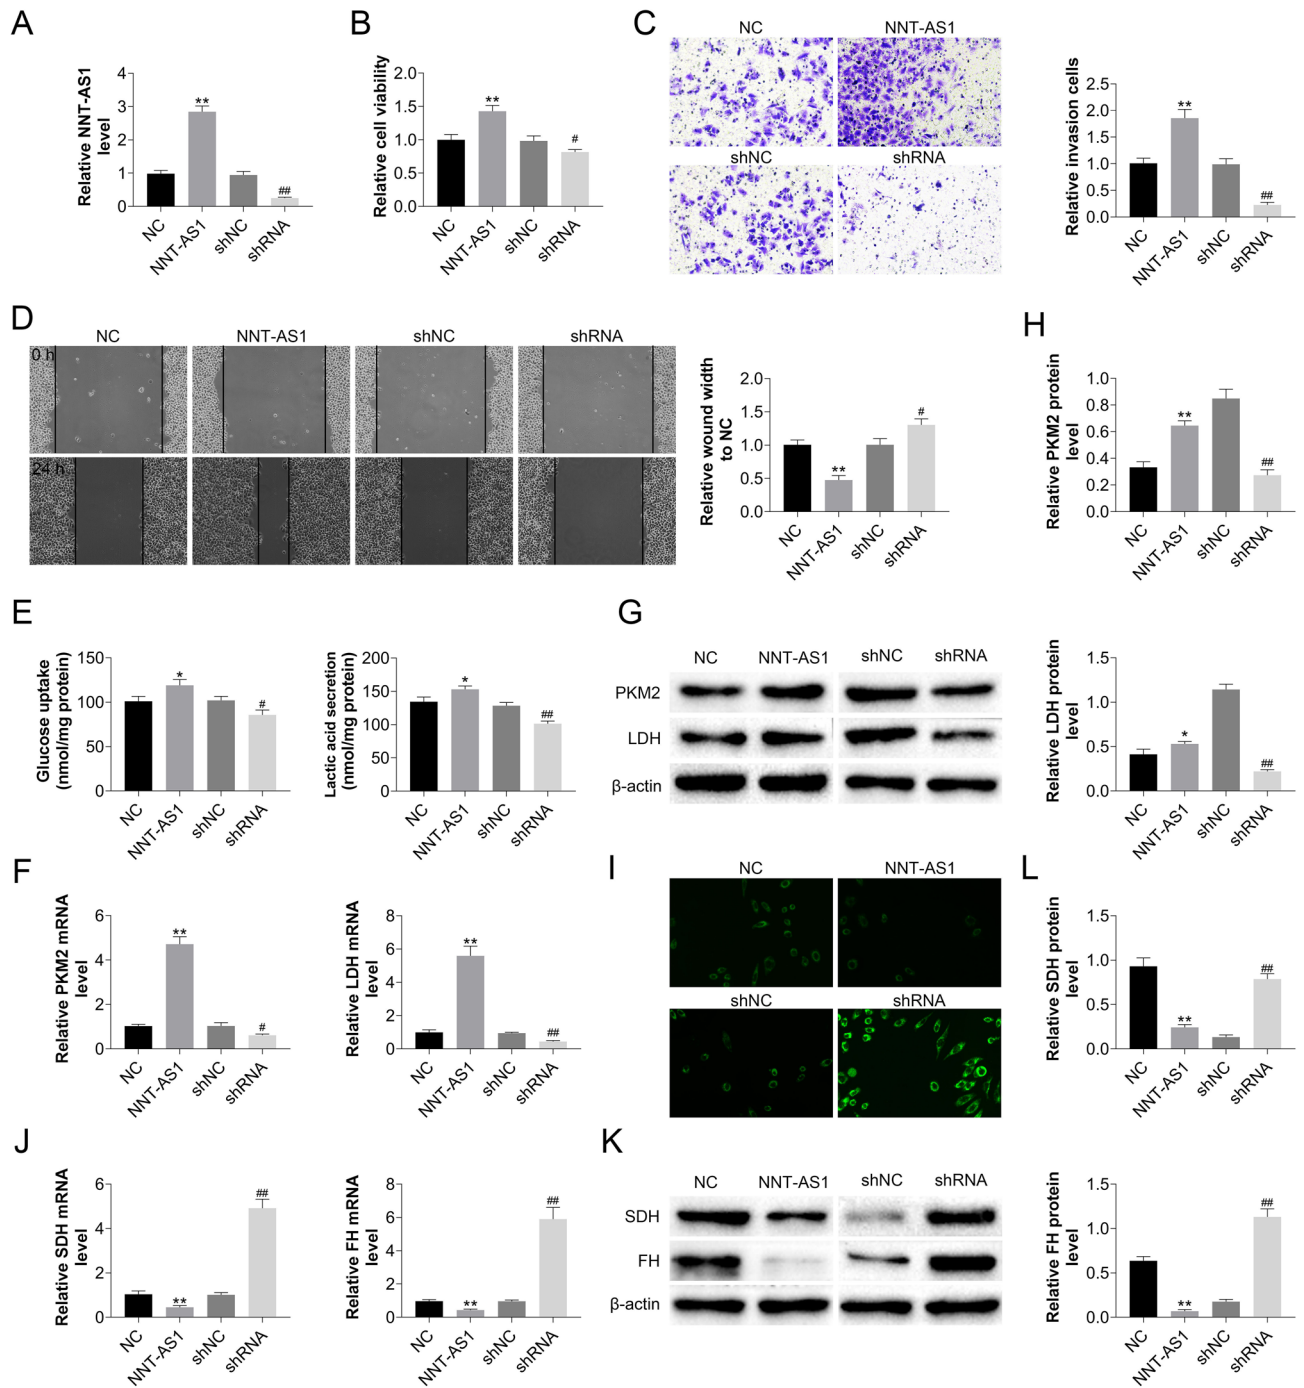 A
Relative NNT-AS1
level
4
3
2
1
0
**
##
NC
NNT-AS1
shNC
shRNA
B
Relative cell viability
2.0
1.5
1.0
0.5
0.0
**
#
NC
NNT-AS1
shNC
shRNA
C
NC
NNT-AS1
shNC
shRNA
Relative invasion cells
2.5
2.0
1.5
1.0
0.5
0.0
**
##
NC
NNT-AS1
shNC
shRNA
D
NC
NNT-AS1
shNC
shRNA
0 h
24 h
Relative wound width
to NC
2.0
1.5
1.0
0.5
0.0
**
#
NC
NNT-AS1
shNC
shRNA
H
Relative PKM2 protein
level
1.0
0.8
0.6
0.4
0.2
0.0
**
##
NC
NNT-AS1
shNC
shRNA
E
Glucose uptake
(nmol/mg protein)
150
100
50
0
*
#
NC
NNT-AS1
shNC
shRNA
Lactic acid secretion
(nmol/mg protein)
200
150
100
50
0
*
##
NC
NNT-AS1
shNC
shRNA
G
NC
NNT-AS1
shNC
shRNA
PKM2
LDH
β-actin
Relative LDH protein
level
1.5
1.0
0.5
0.0
*
##
NC
NNT-AS1
shNC
shRNA
F
Relative PKM2 mRNA
level
6
4
2
0
**
#
NC
NNT-AS1
shNC
shRNA
Relative LDH mRNA
level
8
6
4
2
0
**
##
NC
NNT-AS1
shNC
shRNA
I
NC
NNT-AS1
shNC
shRNA
L
Relative SDH protein
level
1.5
1.0
0.5
0.0
**
##
NC
NNT-AS1
shNC
shRNA
J
Relative SDH mRNA
level
6
4
2
0
**
##
NC
NNT-AS1
shNC
shRNA
Relative FH mRNA
level
8
6
4
2
0
**
##
NC
NNT-AS1
shNC
shRNA
K
NC
NNT-AS1
shNC
shRNA
SDH
FH
β-actin
Relative FH protein
level
1.5
1.0
0.5
0.0
**
##
NC
NNT-AS1
shNC
shRNA